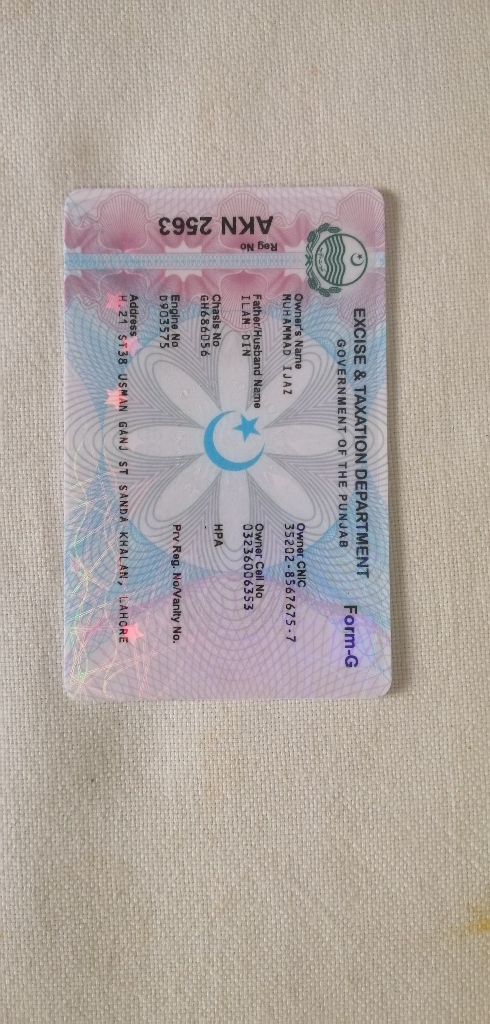 EXCISE & TAXATION DEPARTMENT
GOVERNMENT OF THE PUNJAB
Form-G
Reg No
AKN 2563
Owner's Name
MUHAMMAD IJAZ
Owner CNIC
35202-8567675-7
Father/Husband Name
ILAM DIN
Owner Cell No
03236006353
Chasis No
GH686056
HPA
-
Engine No
D903575
Prv Reg. No/Vanity No.
Address
H.21 ST38 USMAN GANJ ST SANDA KHALAN, LAHORE